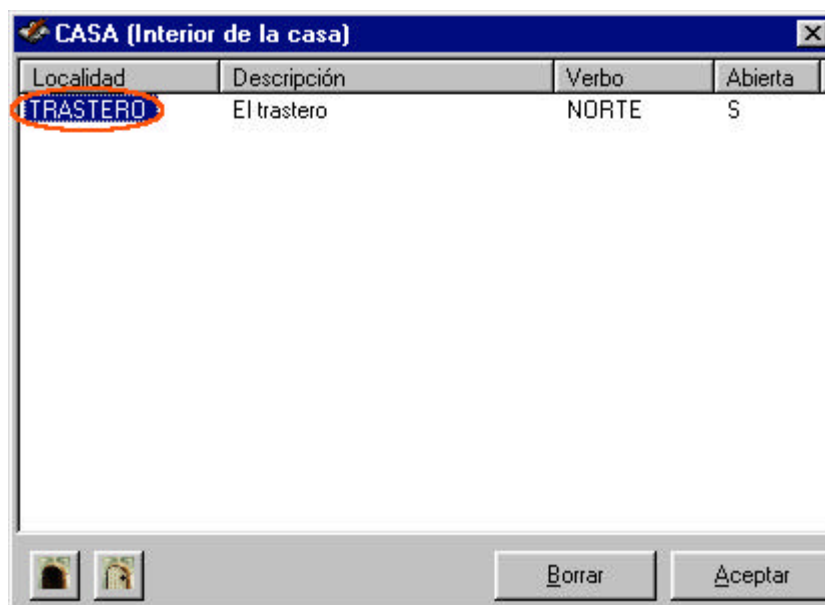 CASA (Interior de la casa)
Localidad Descripción Verbo Abierta
TRASTERO El trastero NORTE S
Borrar Aceptar